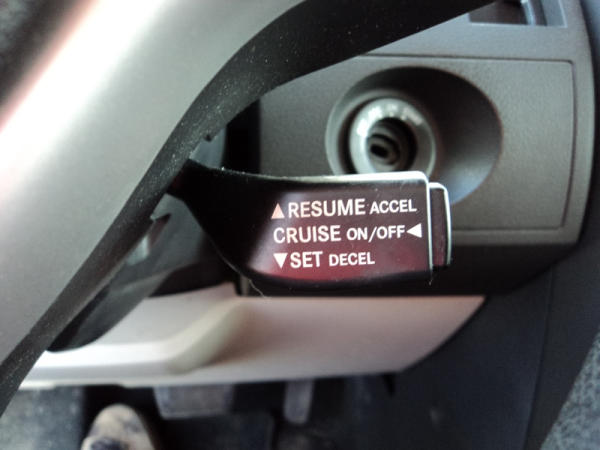 ▲RESUME ACCEL
CRUISE ON/OFF◄
▼SET DECEL